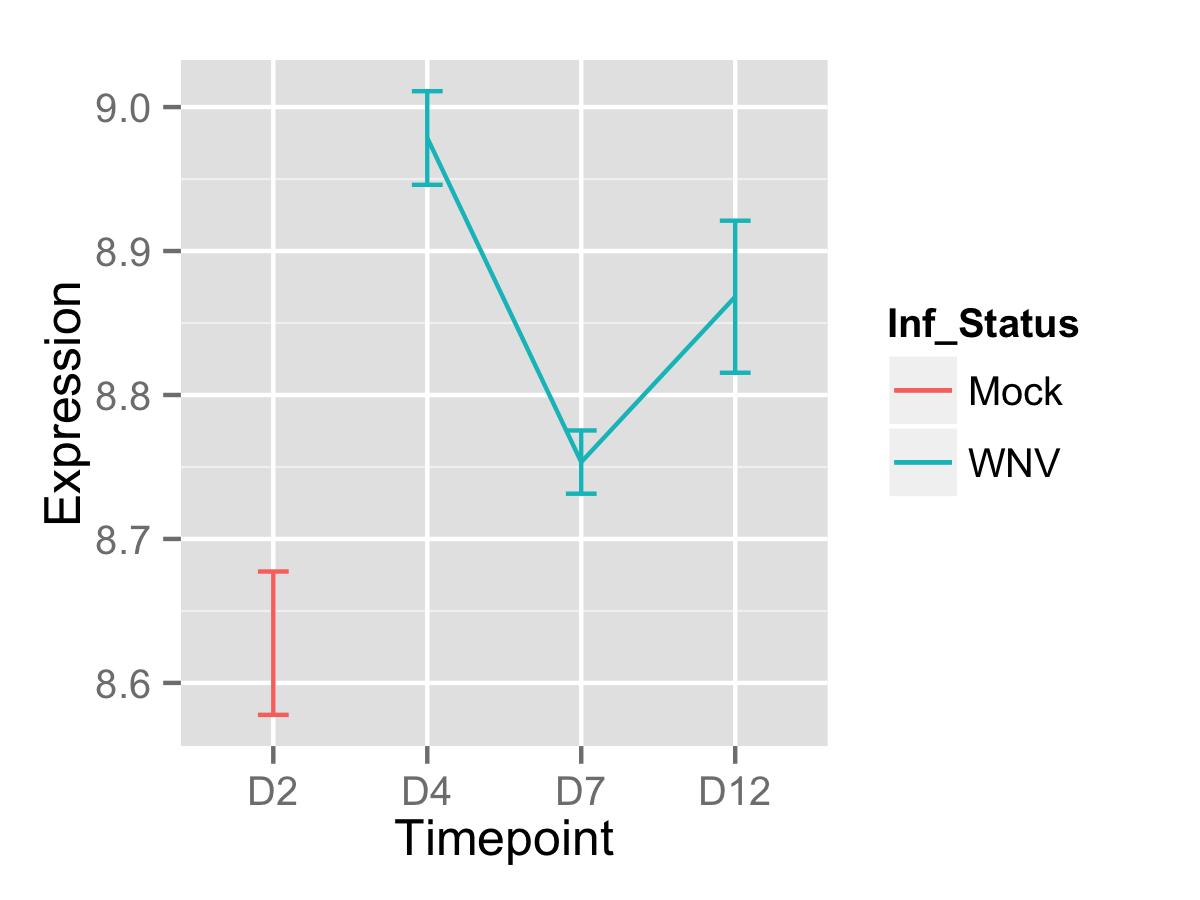 Expression
9.0
8.9
8.8
8.7
8.6
D2 D4 D7 D12
Timepoint
Inf_Status
Mock
WNV